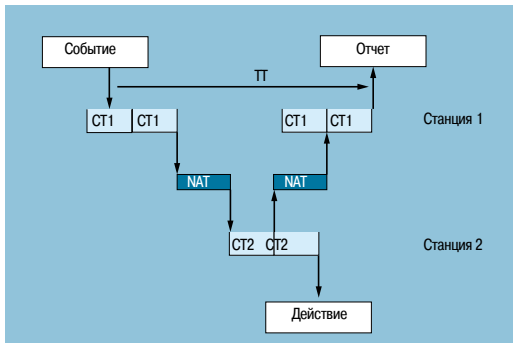 Событие
Отчет
TT
CT1 CT1
CT1 CT1
Станция 1
NAT
NAT
CT2 CT2
Станция 2
Действие